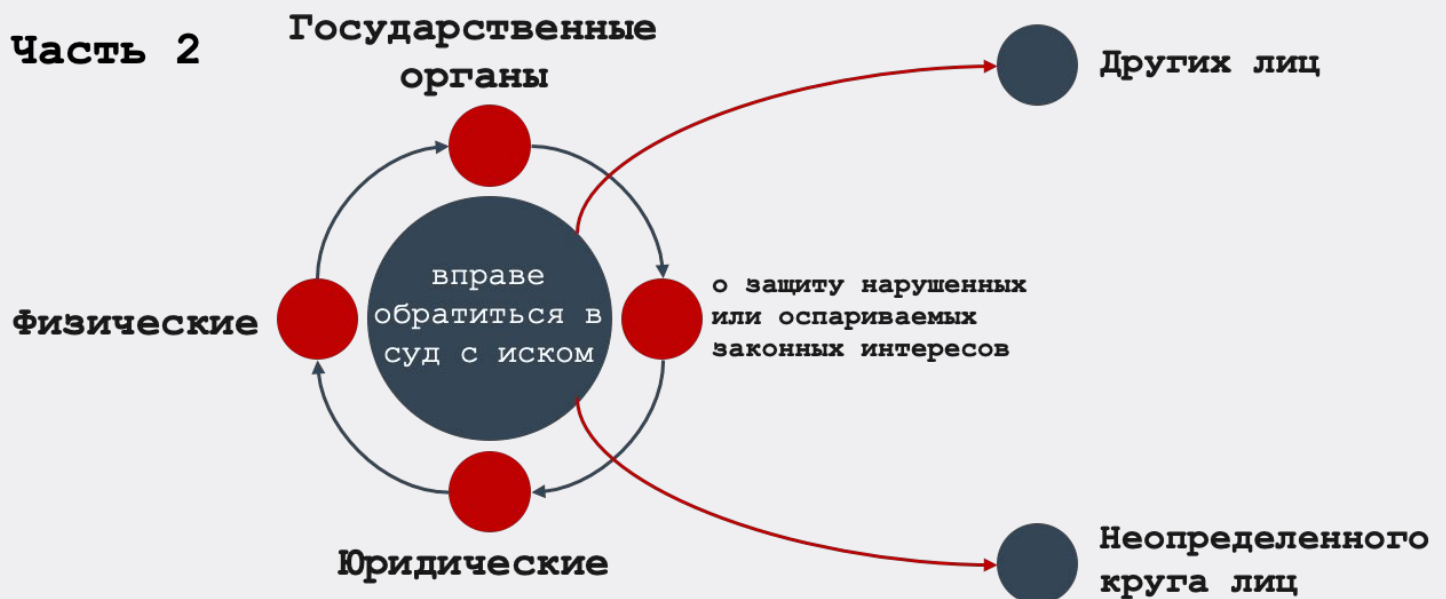 Часть 2
Государственные
органы
Других лиц
вправе
обратиться в
суд с иском
о защиту нарушенных
или оспариваемых
законных интересов
Физические
Юридические
Неопределенного
круга лиц